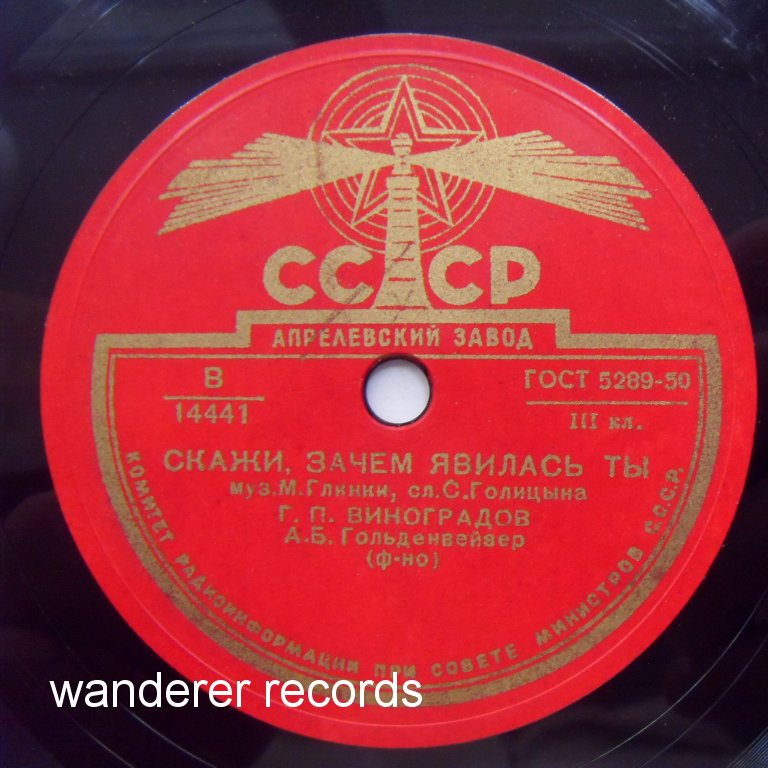 СССР
АПРЕЛЕВСКИЙ ЗАВОД
В
14441
ГОСТ 5289-50
III кл.
СКАЖИ, ЗАЧЕМ ЯВИЛАСЬ ТЫ
муз.М.Глинки, сл.С.Голицына
Г. П. ВИНОГРАДОВ
А.Б. Гольденвейзер
(ф-но)
КОМИТЕТ РАДИОИНФОРМАЦИИ ПРИ СОВЕТЕ МИНИСТРОВ С.С.С.Р.
wanderer records